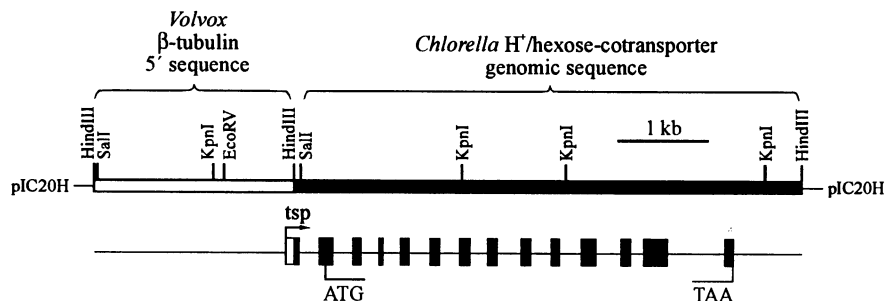 Volvox
β-tubulin
5′ sequence
Chlorella H⁺/hexose-cotransporter
genomic sequence
HindIII
SalI
KpnI
EcoRV
HindIII
SalI
KpnI
KpnI
1 kb
KpnI
HindIII
pIC20H
pIC20H
tsp
ATG
TAA